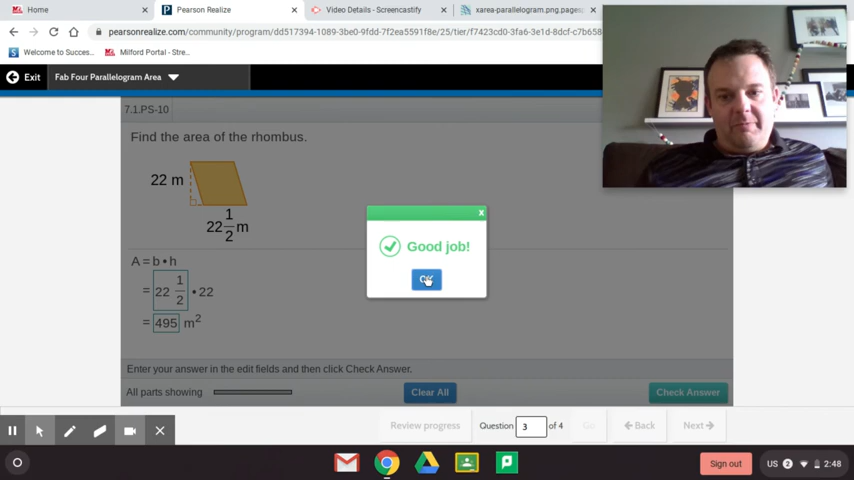 Home
Pearson Realize
Video Details - Screencastify
xarea-parallelogram.png.pages
pearsonrealize.com/community/program/dd517394-1089-3be0-9fdd-7f2ea5591f8e/25/tier/f7423cd0-3fa6-3e1d-8d6f-cc7b658
Welcome to Succes...
Milford Portal - Stre...
Exit
Fab Four Parallelogram Area
7.1.PS-10
Find the area of the rhombus.
22 m
22 1/2 m
A = b • h
= 22 1/2 • 22
= 495 m²
Good job!
OK
Enter your answer in the edit fields and then click Check Answer.
All parts showing
Clear All
Check Answer
Review progress
Question 3 of 4
Go
Back
Next
Sign out
US 2 2:48